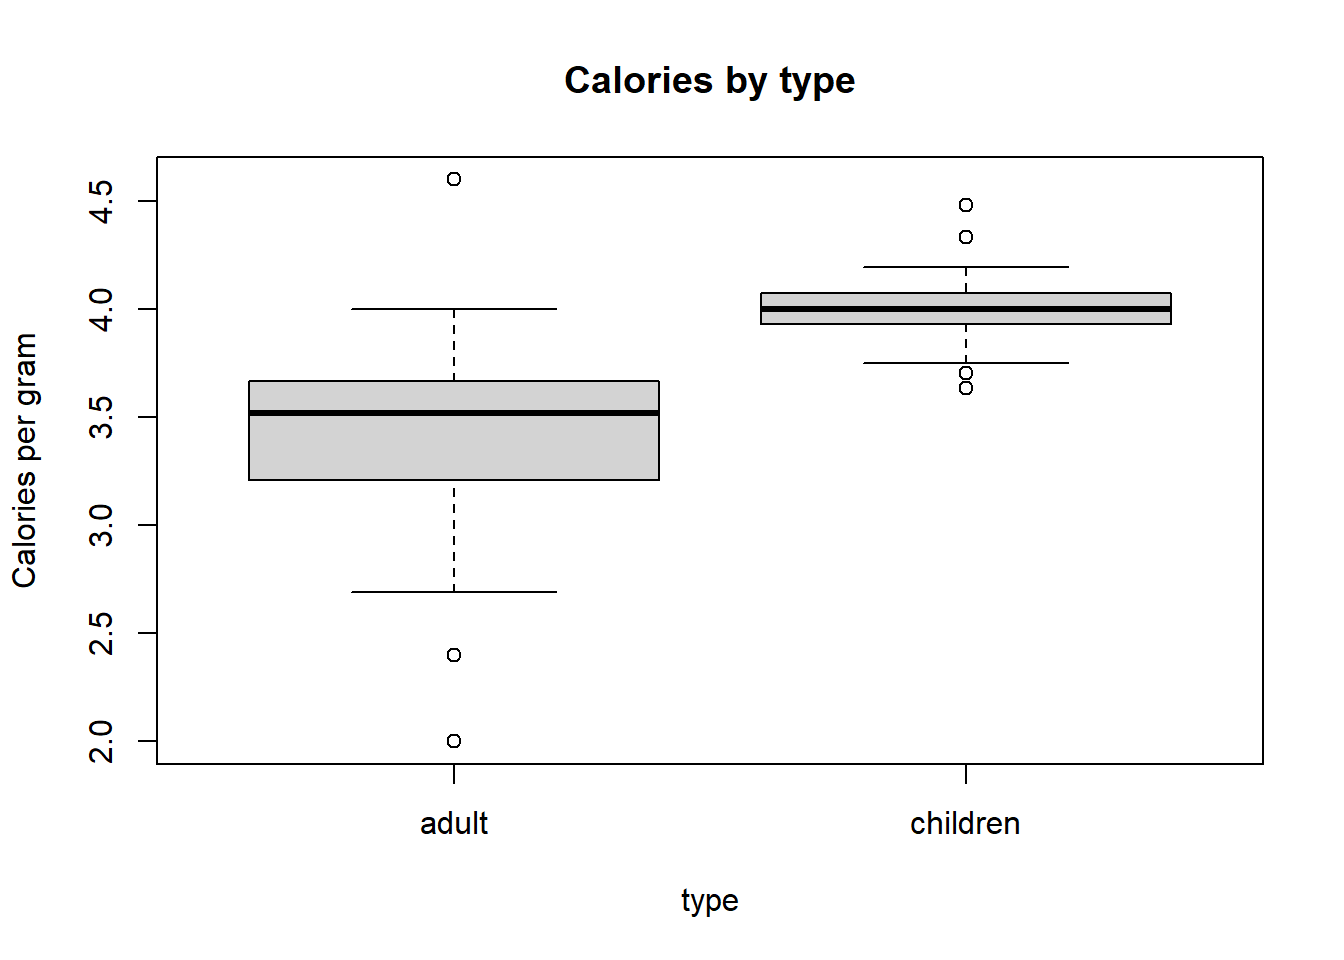 Calories by type
Calories per gram
4.5
4.0
3.5
3.0
2.5
2.0
adult
children
type